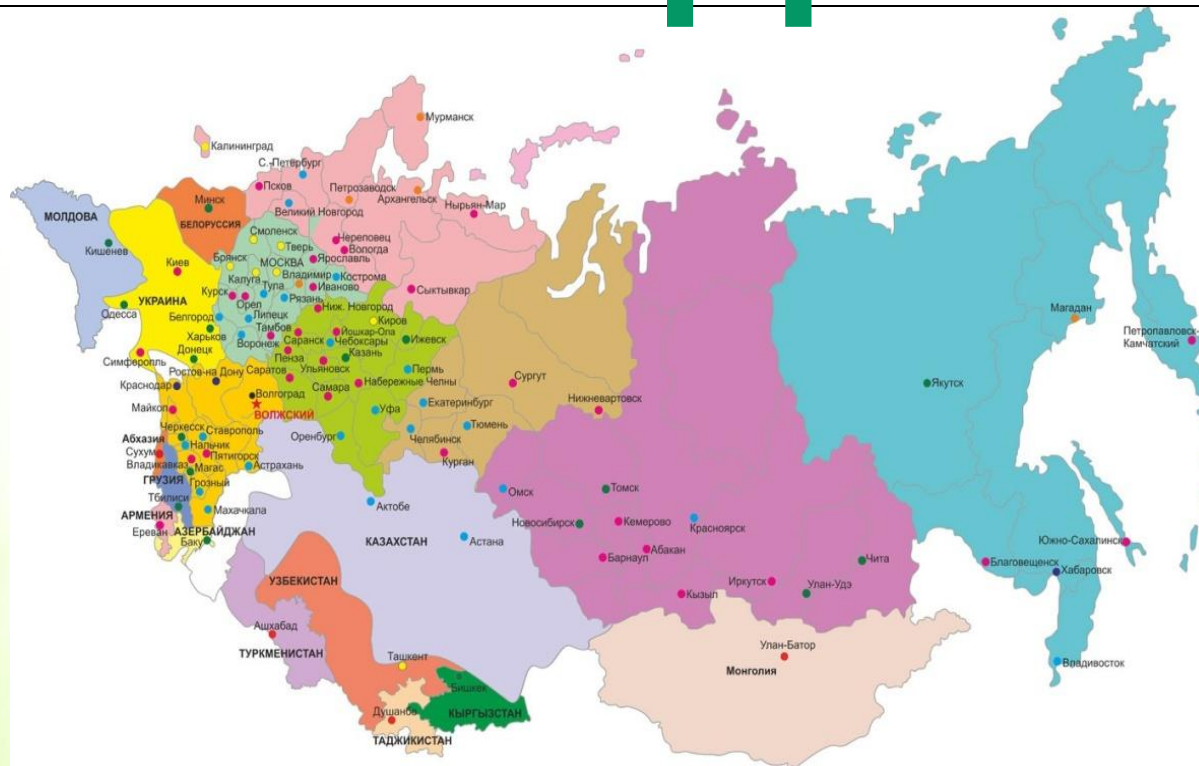 Мурманск
Калининград
С.-Петербург
Псков
Петрозаводск
Архангельск
Нырьян-Мар
МОЛДОВА
Минск
БЕЛОРУССИЯ
Великий Новгород
Смоленск
Череповец
Кишенев
Тверь
Вологда
Киев
Брянск
МОСКВА
Ярославль
Калуга
Владимир
Кострома
Тула
Иваново
Сыктывкар
Курск
Рязань
УКРАИНА
Орел
Ниж. Новгород
Магадан
Одесса
Белгород
Липецк
Киров
Тамбов
Йошкар-Ола
Петропавловск-
Камчатский
Харьков
Воронеж
Саранск
Чебоксары
Ижевск
Донецк
Пенза
Казань
Симферопль
Ростов-на Дону
Саратов
Ульяновск
Пермь
Краснодар
Самара
Набережные Челны
Сургут
Якутск
Волгоград
Нижневартовск
Майкоп
ВОЛЖСКИЙ
Уфа
Екатеринбург
Черкесск
Ставрополь
Тюмень
Абхазия
Нальчик
Оренбург
Челябинск
Сухум
Пятигорск
Владикавказ
Магас
Астрахань
Курган
ГРУЗИЯ
Грозный
Омск
Томск
Тбилиси
Актобе
Махачкала
АРМЕНИЯ
Новосибирск
Кемерово
Красноярск
Ереван
АЗЕРБАЙДЖАН
Баку
КАЗАХСТАН
Астана
Южно-Сахалинск
Барнаул
Абакан
Чита
Благовещенск
Хабаровск
УЗБЕКИСТАН
Иркутск
Улан-Удэ
Кызыл
Ашхабад
ТУРКМЕНИСТАН
Улан-Батор
Ташкент
Монголия
Владивосток
Бишкек
Душанбе
КЫРГЫЗСТАН
ТАДЖИКИСТАН